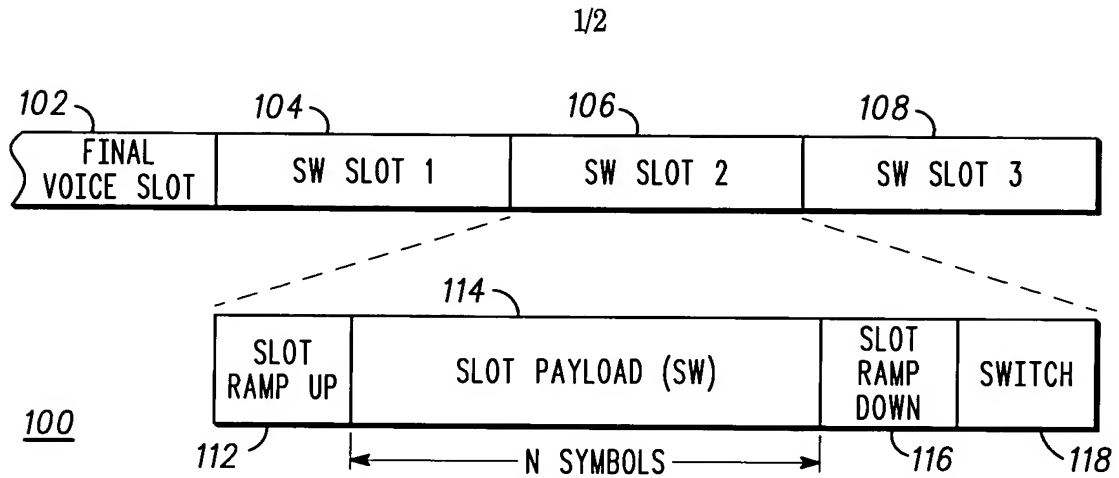 1/2
102 104 106 108
FINAL
VOICE SLOT
SW SLOT 1
SW SLOT 2
SW SLOT 3
114
SLOT
RAMP UP
SLOT PAYLOAD (SW)
SLOT
RAMP
DOWN
SWITCH
100
112
N SYMBOLS
116
118